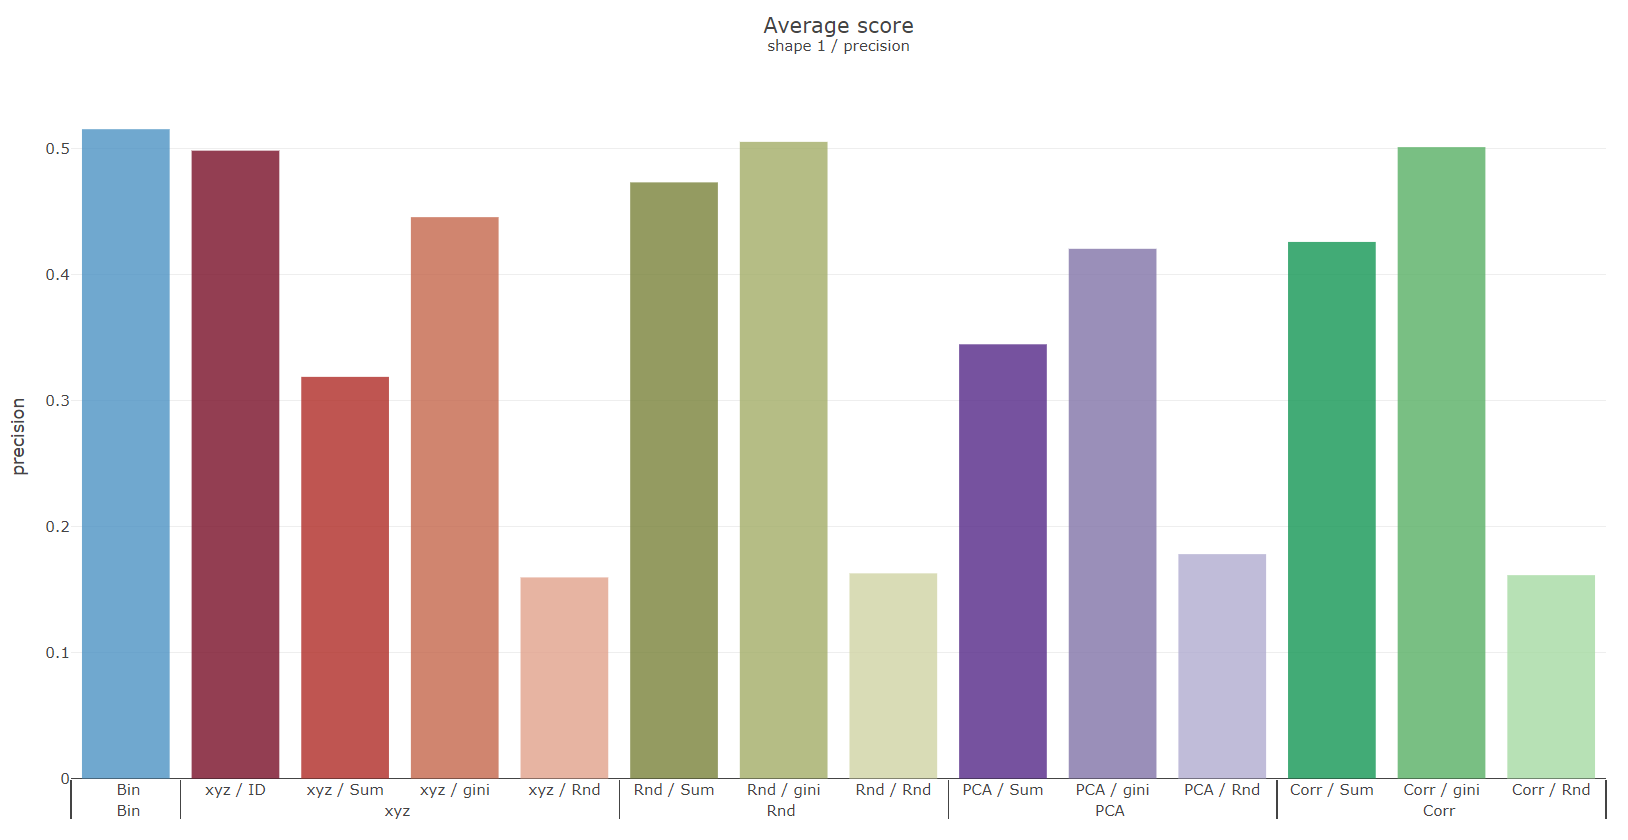 Average score
shape 1 / precision
precision
0.5
0.4
0.3
0.2
0.1
0
Bin xyz / ID xyz / Sum xyz / gini xyz / Rnd Rnd / Sum Rnd / gini Rnd / Rnd PCA / Sum PCA / gini PCA / Rnd Corr / Sum Corr / gini Corr / Rnd
Bin xyz Rnd PCA Corr